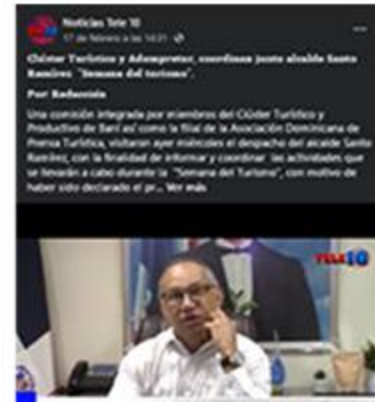 Noticias Tele 10
17 de febrero a las 14:31
Clúster Turístico y Adompretur, coordinan junto alcalde Santo
Ramírez "Semana del turismo".
Por: Redacción
Una comisión integrada por miembros del Clúster Turístico y
Productivo de Baní así como la filial de la Asociación Dominicana de
Prensa Turística, visitaron ayer miércoles el despacho del alcalde Santo
Ramírez, con la finalidad de informar y coordinar las actividades que
se llevarán a cabo durante la "Semana del Turismo", con motivo de
haber sido declarado el pr... Ver más
TELE 10